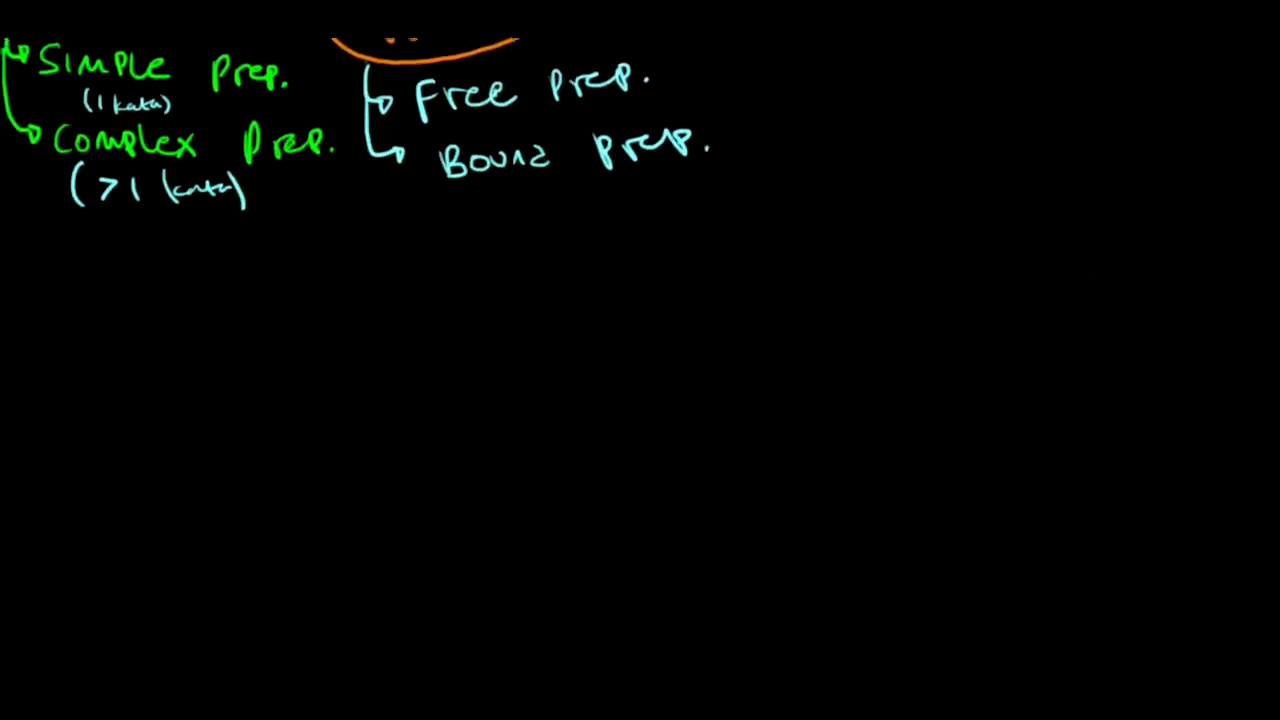 Simple Prep.
(1 kata)
Complex Prep.
(>1 kata)
Free Prep.
Bound Prep.